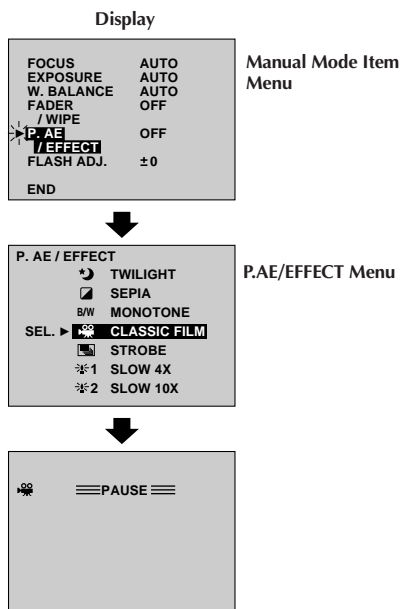 Display
FOCUS AUTO
EXPOSURE AUTO
W. BALANCE AUTO
FADER OFF
/ WIPE
P. AE OFF
/ EFFECT
FLASH ADJ. ±0
END
Manual Mode Item
Menu
P. AE / EFFECT
TWILIGHT
SEPIA
B/W MONOTONE
SEL. ► CLASSIC FILM
STROBE
1 SLOW 4X
2 SLOW 10X
P.AE/EFFECT Menu
PAUSE